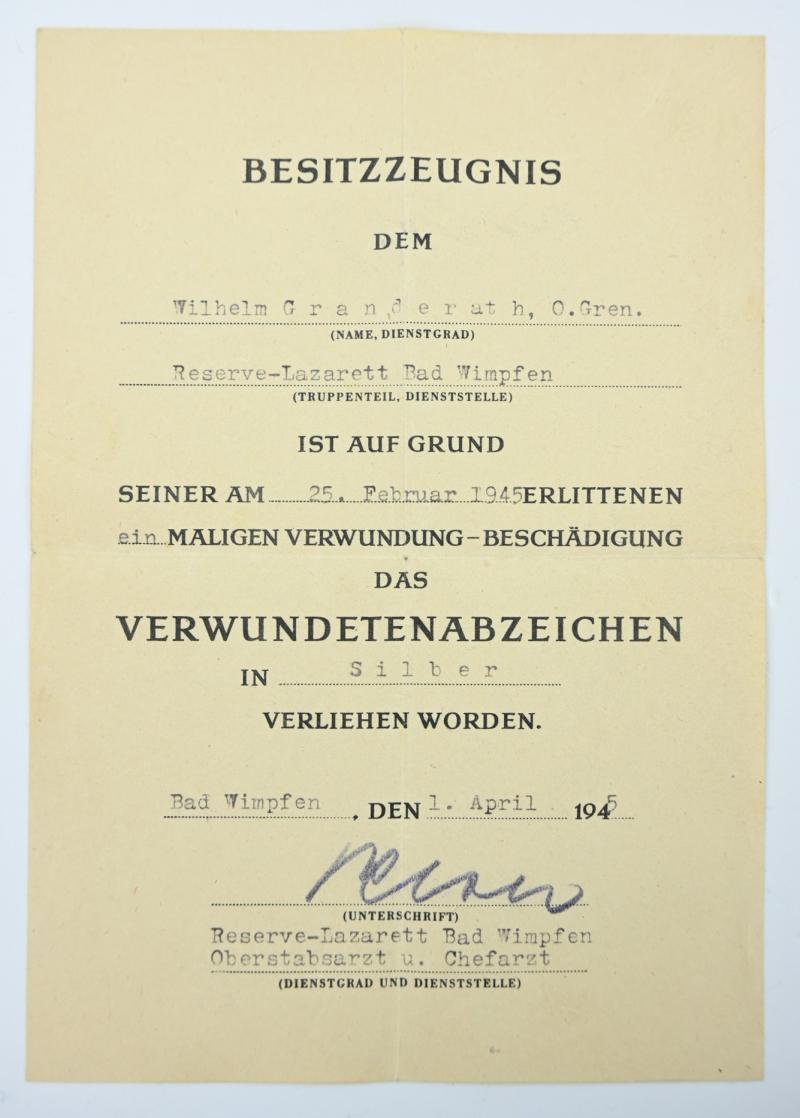 BESITZZEUGNIS
DEM
Wilhelm G r a n d e r at h, O.Gren.
(NAME, DIENSTGRAD)
Reserve-Lazarett Bad Wimpfen
(TRUPPENTEIL, DIENSTSTELLE)
IST AUF GRUND
SEINER AM 25. Februar 1945 ERLITTENEN
ein MALIGEN VERWUNDUNG-BESCHÄDIGUNG
DAS
VERWUNDETENABZEICHEN
IN S i l b e r
VERLIEHEN WORDEN.
Bad Wimpfen, DEN 1. April 1945
(UNTERSCHRIFT)
Reserve-Lazarett Bad Wimpfen
Oberstabsarzt u. Chefarzt
(DIENSTGRAD UND DIENSTSTELLE)